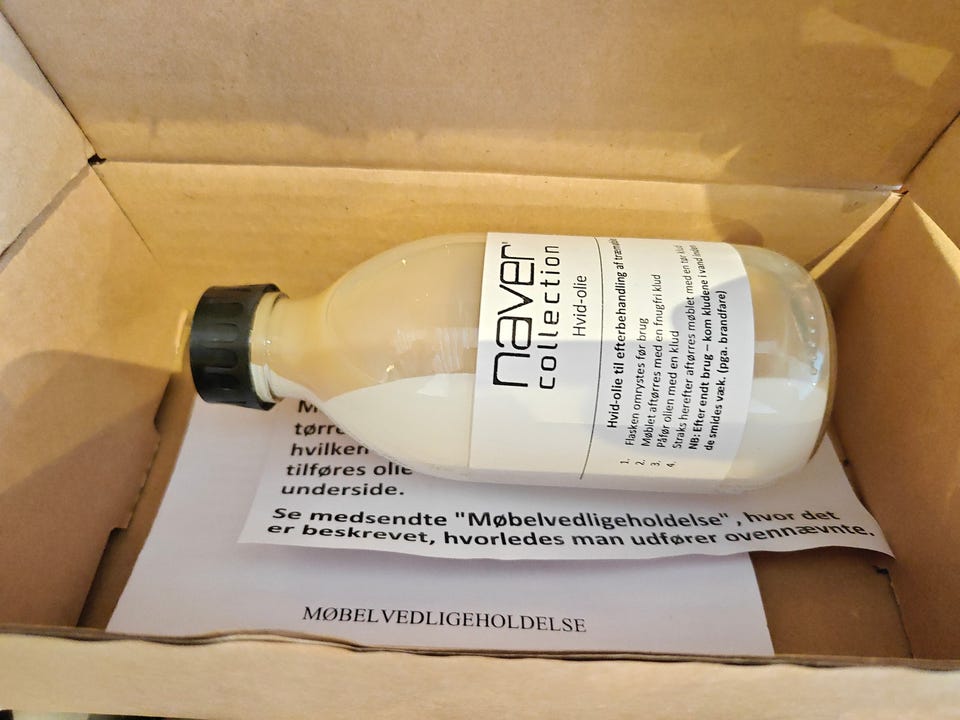 naver
collection
Hvid-olie
Hvid-olie til efterbehandling af
1. Flasken omrystes før brug
2. Møblet aftørres med en fnugfri klud
3. Påfør olien med en klud
4. Straks herefter aftørres møblet med en tør klud
NB: Efter endt brug – kom kludene i vand inden
de smides væk. (pga. brandfare)
hvilken
tilføres olie
underside.
Se medsendte "Møbelvedligeholdelse", hvor det
er beskrevet, hvorledes man udfører ovennævnte.
MØBELVEDLIGEHOLDELSE